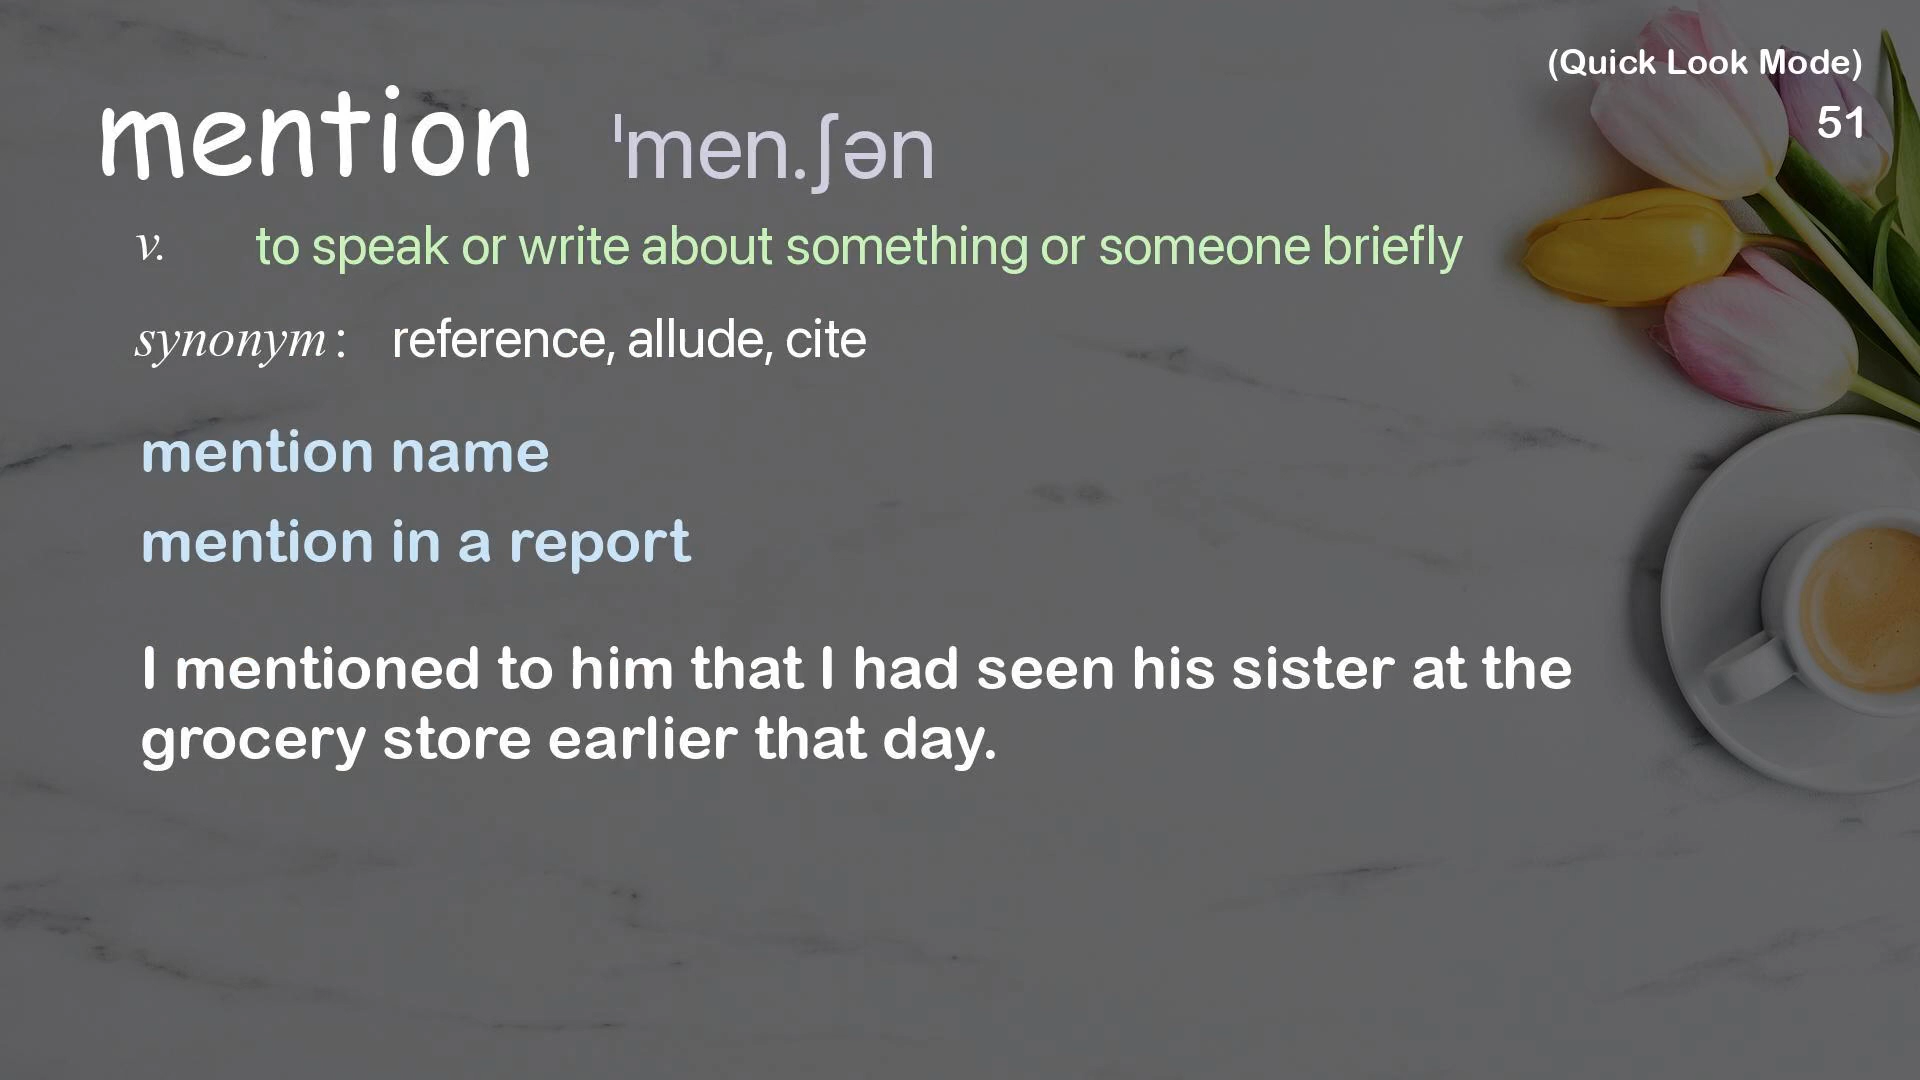 (Quick Look Mode)
51
mention ˈmen.ʃən
v. to speak or write about something or someone briefly
synonym: reference, allude, cite
mention name
mention in a report
I mentioned to him that I had seen his sister at the
grocery store earlier that day.